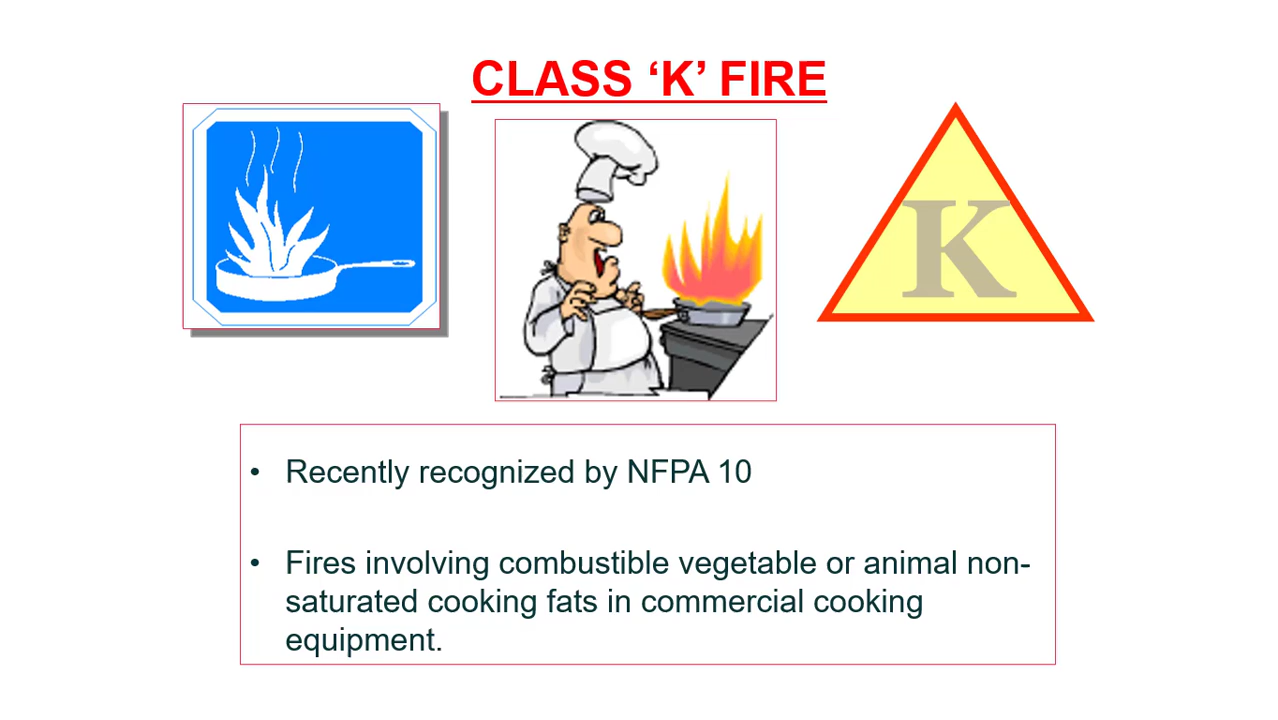 CLASS ‘K’ FIRE
K
• Recently recognized by NFPA 10
• Fires involving combustible vegetable or animal non-
saturated cooking fats in commercial cooking
equipment.